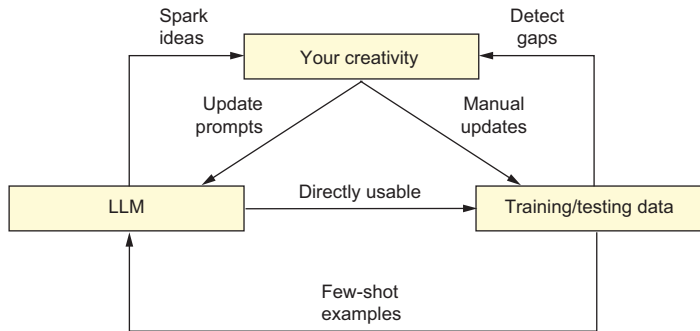 Spark
ideas
Detect
gaps
Your creativity
Update
prompts
Manual
updates
LLM
Directly usable
Training/testing data
Few-shot
examples